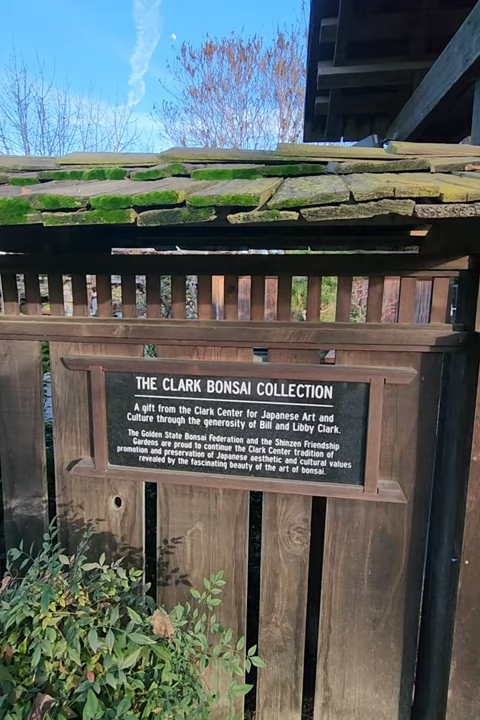 THE CLARK BONSAI COLLECTION
A gift from the Clark Center for Japanese Art and
Culture through the generosity of Bill and Libby Clark.
The Golden State Bonsai Federation and the Shinzen Friendship
Gardens are proud to continue the Clark Center tradition of
promotion and preservation of Japanese aesthetic and cultural values
revealed by the fascinating beauty of the art of bonsai.